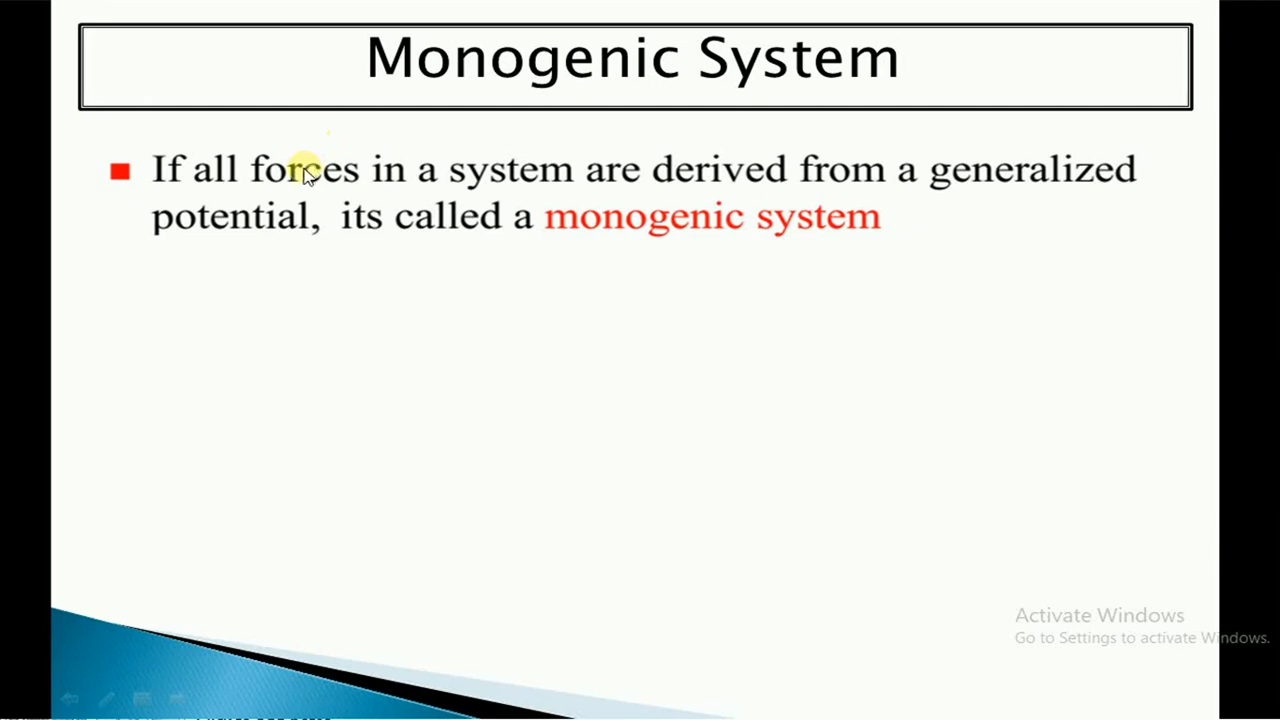 Monogenic System
If all forces in a system are derived from a generalized
potential, its called a monogenic system
Activate Windows
Go to Settings to activate Windows.